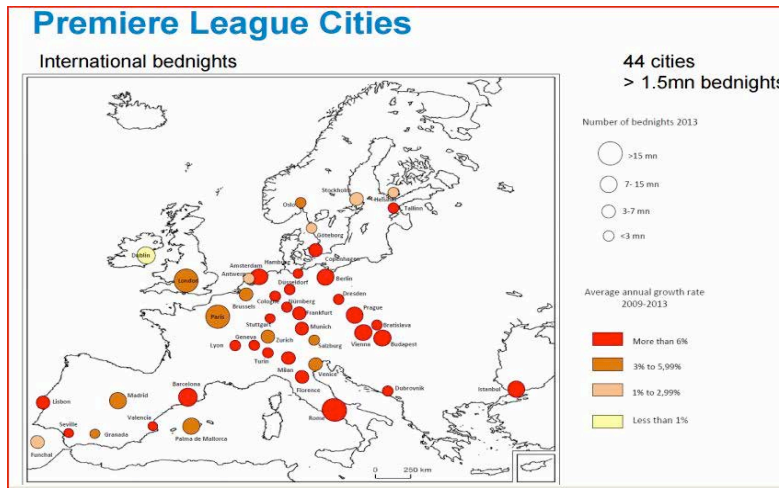 Premiere League Cities
International bednights
44 cities
> 1.5mn bednights
Number of bednights 2013
>15 mn
7- 15 mn
3-7 mn
<3 mn
Average annual growth rate
2009-2013
More than 6%
3% to 5,99%
1% to 2,99%
Less than 1%
Stockholm
Helsinki
Oslo
Tallinn
Göteborg
Dublin
Copenhagen
Amsterdam
Hamburg
Antwerp
Berlin
London
Düsseldorf
Brussels
Cologne
Dresden
Nürnberg
Prague
Paris
Frankfurt
Stuttgart
Munich
Bratislava
Geneva
Zurich
Salzburg
Vienna
Budapest
Lyon
Turin
Milan
Venice
Florence
Dubrovnik
Istanbul
Barcelona
Madrid
Lisbon
Rome
Valencia
Seville
Granada
Palma de Mallorca
Funchal
0
250 km